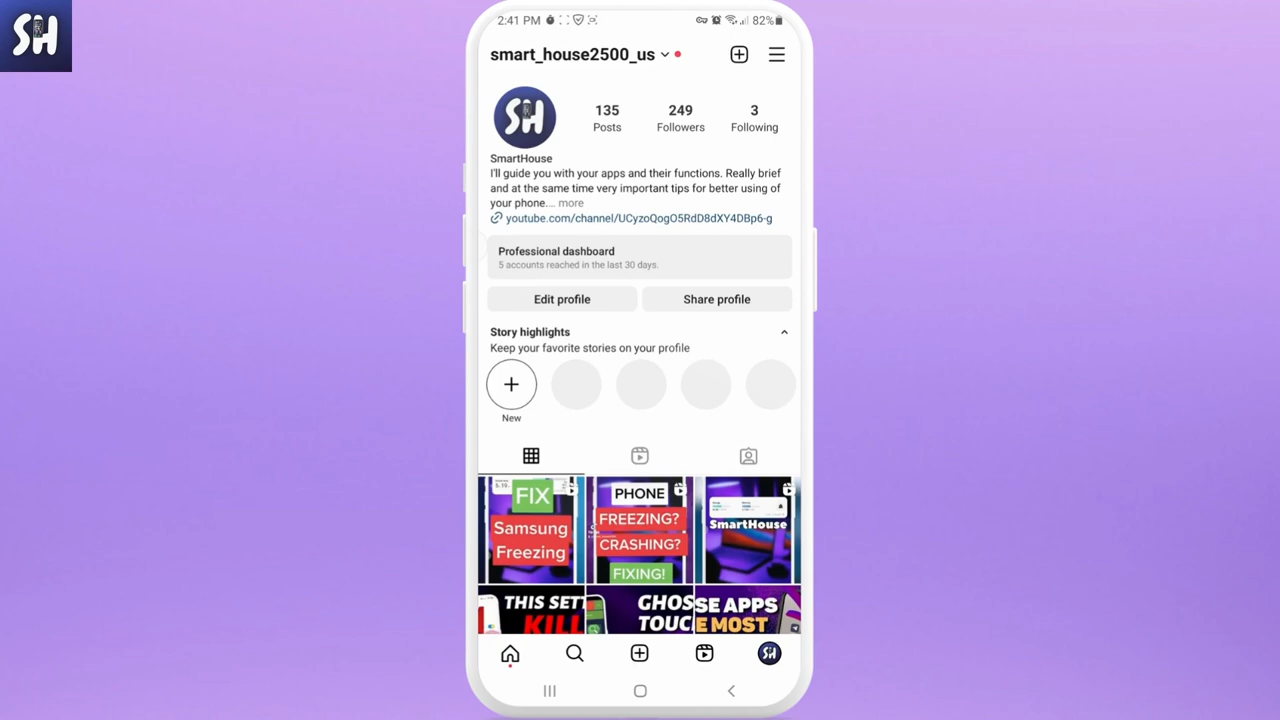 SH
2:41 PM
82%
smart_house2500_us
SH
135
249
3
Posts
Followers
Following
SmartHouse
I'll guide you with your apps and their functions. Really brief
and at the same time very important tips for better using of
your phone.... more
youtube.com/channel/UCyzoQogO5RdD8dXY4DBp6-g
Professional dashboard
5 accounts reached in the last 30 days.
Edit profile
Share profile
Story highlights
Keep your favorite stories on your profile
New
FIX
Samsung
Freezing
PHONE
FREEZING?
CRASHING?
FIXING!
SmartHouse
THIS SETT
KILL
GHOS
TOUC
SE APPS
E MOST
SH